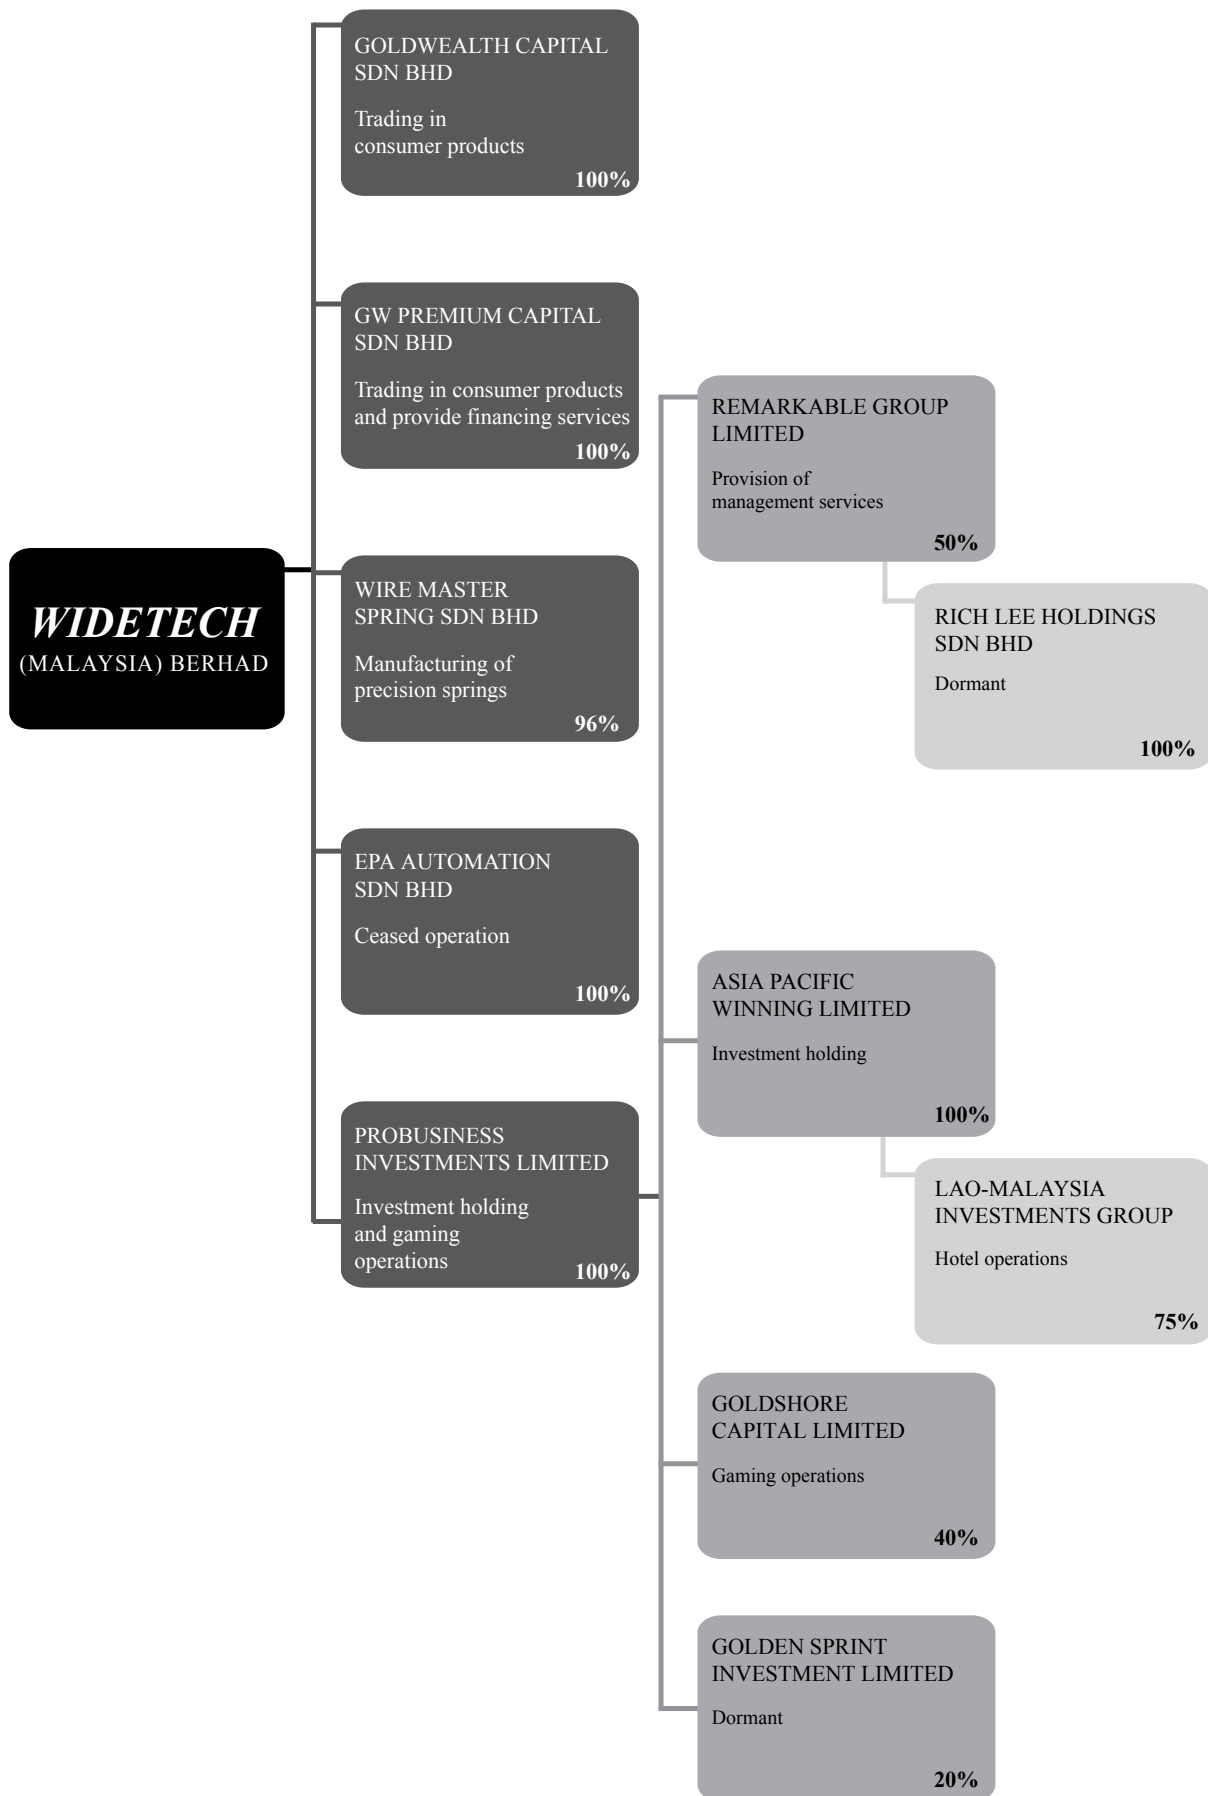 GOLDWEALTH CAPITAL
SDN BHD
Trading in
consumer products
100%
GW PREMIUM CAPITAL
SDN BHD
Trading in consumer products
and provide financing services
100%
WIDETECH
(MALAYSIA) BERHAD
WIRE MASTER
SPRING SDN BHD
Manufacturing of
precision springs
96%
EPA AUTOMATION
SDN BHD
Ceased operation
100%
PROBUSINESS
INVESTMENTS LIMITED
Investment holding
and gaming
operations
100%
REMARKABLE GROUP
LIMITED
Provision of
management services
50%
RICH LEE HOLDINGS
SDN BHD
Dormant
100%
ASIA PACIFIC
WINNING LIMITED
Investment holding
100%
LAO-MALAYSIA
INVESTMENTS GROUP
Hotel operations
75%
GOLDSHORE
CAPITAL LIMITED
Gaming operations
40%
GOLDEN SPRINT
INVESTMENT LIMITED
Dormant
20%